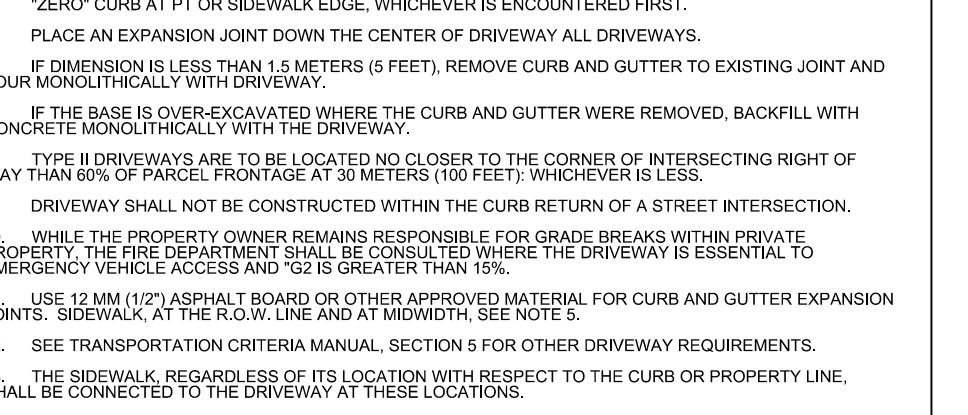 "ZERO" CURB AT PT OR SIDEWALK EDGE, WHICHEVER IS ENCOUNTERED FIRST.
PLACE AN EXPANSION JOINT DOWN THE CENTER OF DRIVEWAY ALL DRIVEWAYS.
IF DIMENSION IS LESS THAN 1.5 METERS (5 FEET), REMOVE CURB AND GUTTER TO EXISTING JOINT AND
OUR MONOLITHICALLY WITH DRIVEWAY.
IF THE BASE IS OVER-EXCAVATED WHERE THE CURB AND GUTTER WERE REMOVED, BACKFILL WITH
ONCRETE MONOLITHICALLY WITH THE DRIVEWAY.
TYPE II DRIVEWAYS ARE TO BE LOCATED NO CLOSER TO THE CORNER OF INTERSECTING RIGHT OF
AY THAN 60% OF PARCEL FRONTAGE AT 30 METERS (100 FEET): WHICHEVER IS LESS.
DRIVEWAY SHALL NOT BE CONSTRUCTED WITHIN THE CURB RETURN OF A STREET INTERSECTION.
. WHILE THE PROPERTY OWNER REMAINS RESPONSIBLE FOR GRADE BREAKS WITHIN PRIVATE
ROPERTY, THE FIRE DEPARTMENT SHALL BE CONSULTED WHERE THE DRIVEWAY IS ESSENTIAL TO
MERGENCY VEHICLE ACCESS AND "G2 IS GREATER THAN 15%.
. USE 12 MM (1/2") ASPHALT BOARD OR OTHER APPROVED MATERIAL FOR CURB AND GUTTER EXPANSION
OINTS. SIDEWALK, AT THE R.O.W. LINE AND AT MIDWIDTH, SEE NOTE 5.
. SEE TRANSPORTATION CRITERIA MANUAL, SECTION 5 FOR OTHER DRIVEWAY REQUIREMENTS.
. THE SIDEWALK, REGARDLESS OF ITS LOCATION WITH RESPECT TO THE CURB OR PROPERTY LINE,
HALL BE CONNECTED TO THE DRIVEWAY AT THESE LOCATIONS.